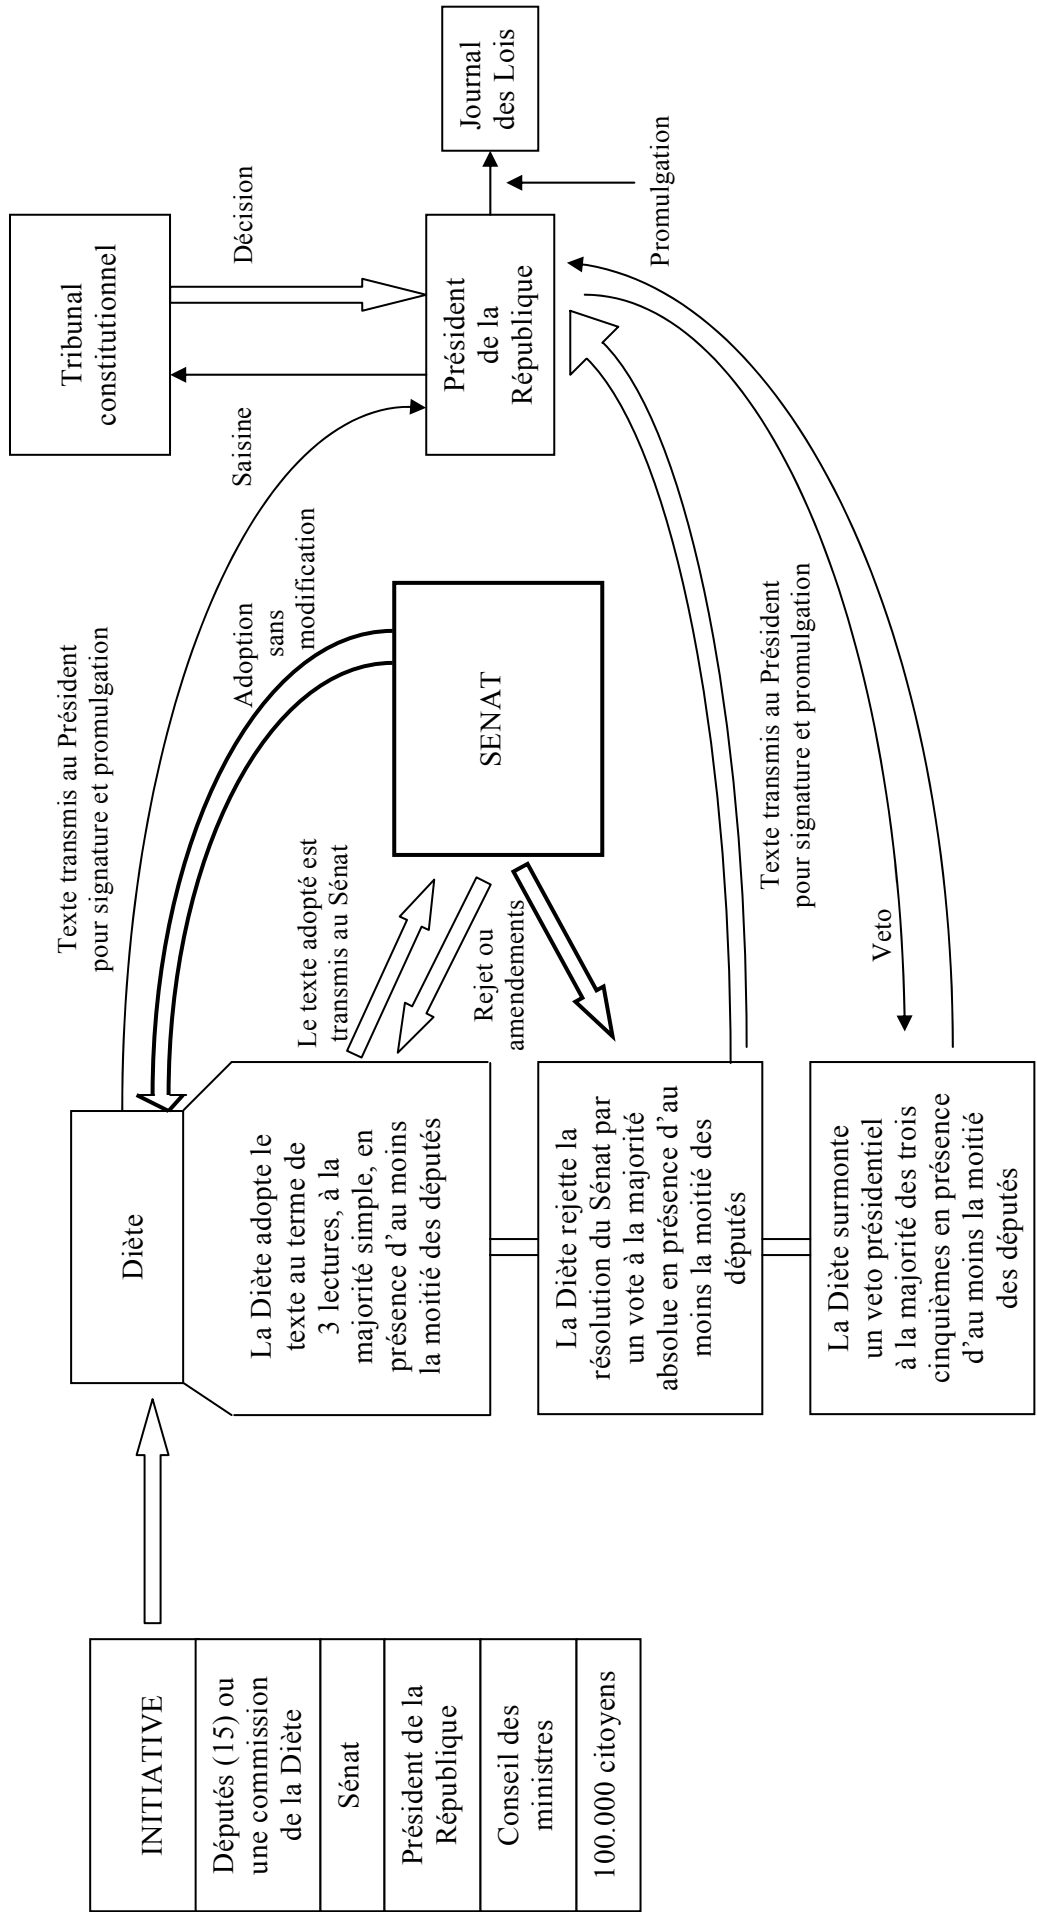 INITIATIVE
Députés (15) ou
une commission
de la Diète
Sénat
Président de la
République
Conseil des
ministres
100.000 citoyens
Diète
La Diète adopte le
texte au terme de
3 lectures, à la
majorité simple, en
présence d’au moins
la moitié des députés
La Diète rejette la
résolution du Sénat par
un vote à la majorité
absolue en présence d’au
moins la moitié des
députés
La Diète surmonte
un veto présidentiel
à la majorité des trois
cinquièmes en présence
d’au moins la moitié
des députés
Texte transmis au Président
pour signature et promulgation
Adoption
sans
modification
Le texte adopté est
transmis au Sénat
Rejet ou
amendements
SENAT
Texte transmis au Président
pour signature et promulgation
Veto
Saisine
Tribunal
constitutionnel
Décision
Président
de la
République
Promulgation
Journal
des Lois